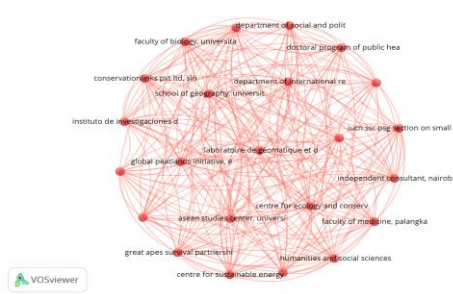 department of social and polit
faculty of biology, universita
doctoral program of public hea
conservationlinks pvt ltd, sin
department of international re
school of geography, universit
instituto de investigaciones d
iucn ssc psg section on small
laboratoire de geomatique et d
global peatlands initiative, e
independent consultant, nairob
centre for ecology and conserv
asean studies center, universi
faculty of medicine, palangka
great apes survival partnershi
humanities and social sciences
centre for sustainable energy
VOSviewer